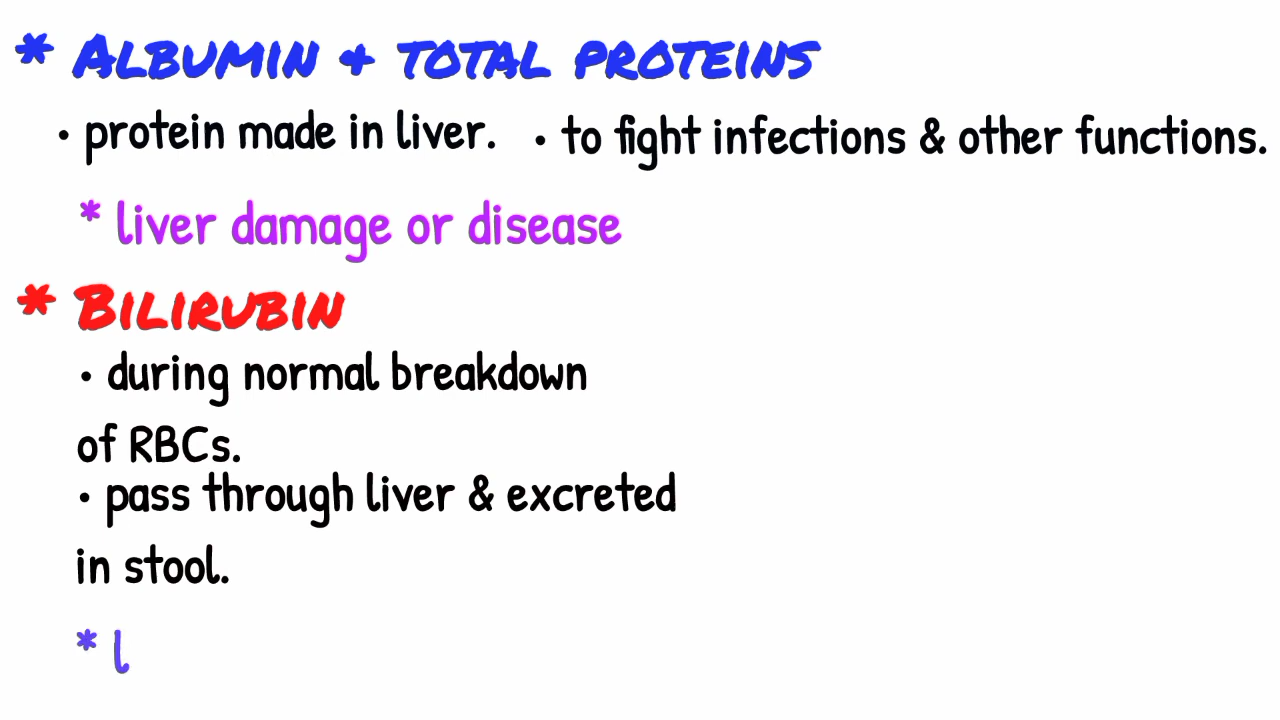 * ALBUMIN & TOTAL PROTEINS
• protein made in liver. • to fight infections & other functions.
* liver damage or disease
* BILIRUBIN
• during normal breakdown
of RBCs.
• pass through liver & excreted
in stool.
* l